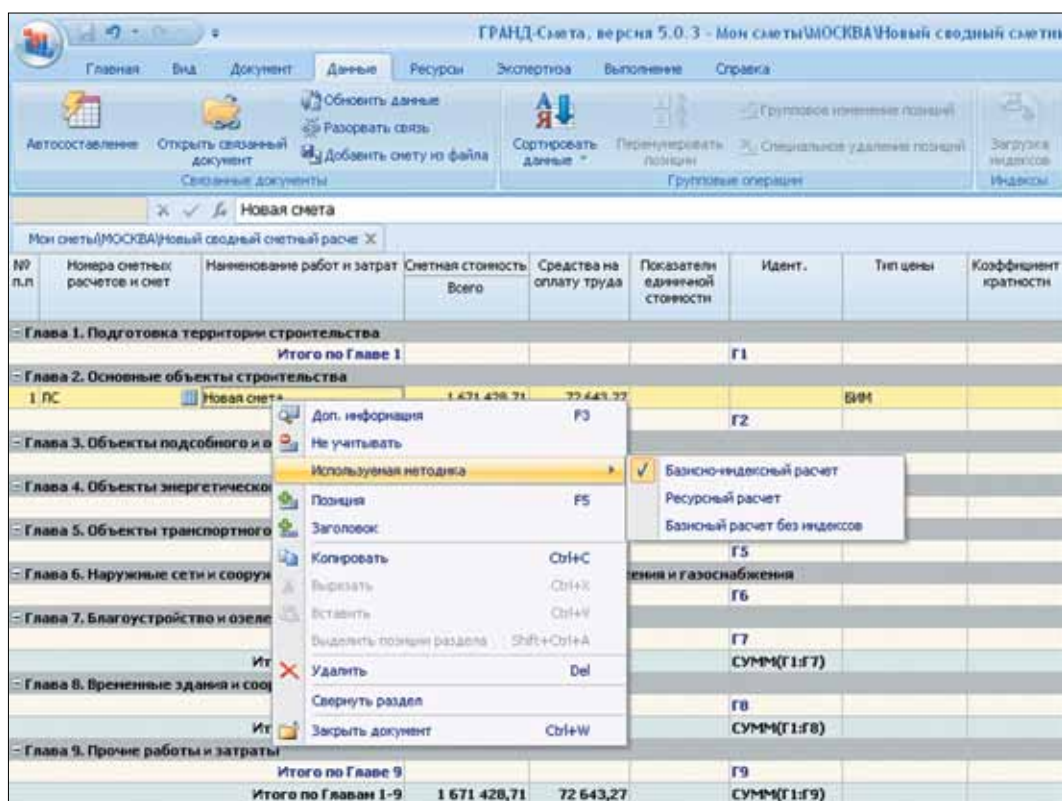 ГРАНД-Смета, версия 5.0.3 - Мои сметы\МОСКВА\Новый сводный сметн
Главная Вид Документ Данные Ресурсы Экспертиза Выполнение Справка
Автосоставление
Открыть связанный документ
Обновить данные
Разорвать связь
Добавить смету из файла
Связанные документы
Сортировать данные
Перенумеровать позиции
Групповое изменение позиций
Специальное удаление позиций
Групповые операции
Загрузка индексов
Индексы
Новая смета
Мои сметы\МОСКВА\Новый сводный сметный расче
№ п.п Номера сметных расчетов и смет Наименование работ и затрат Сметная стоимость Всего Средства на оплату труда Показатели единичной стоимости Идент. Тип цены Коэффициент кратности
Глава 1. Подготовка территории строительства
Итого по Главе 1 Г1
Глава 2. Основные объекты строительства
1 ЛС Новая смета 1 671 428,71 72 643,27 БИМ
Г2
Глава 3. Объекты подсобного и о
Глава 4. Объекты энергетическо
Глава 5. Объекты транспортного
Г5
Глава 6. Наружные сети и сооруж ения и газоснабжения
Г6
Глава 7. Благоустройство и озеле
Г7
Ит СУММ(Г1:Г7)
Глава 8. Временные здания и соор
Г8
Ит СУММ(Г1:Г8)
Глава 9. Прочие работы и затраты
Итого по Главе 9 Г9
Итого по Главам 1-9 1 671 428,71 72 643,27 СУММ(Г1:Г9)
Доп. информация F3
Не учитывать
Используемая методика
Позиция F5
Заголовок
Копировать Ctrl+C
Вырезать Ctrl+X
Вставить Ctrl+V
Выделить позиции раздела Shift+Ctrl+A
Удалить Del
Свернуть раздел
Закрыть документ Ctrl+W
Базисно-индексный расчет
Ресурсный расчет
Базисный расчет без индексов